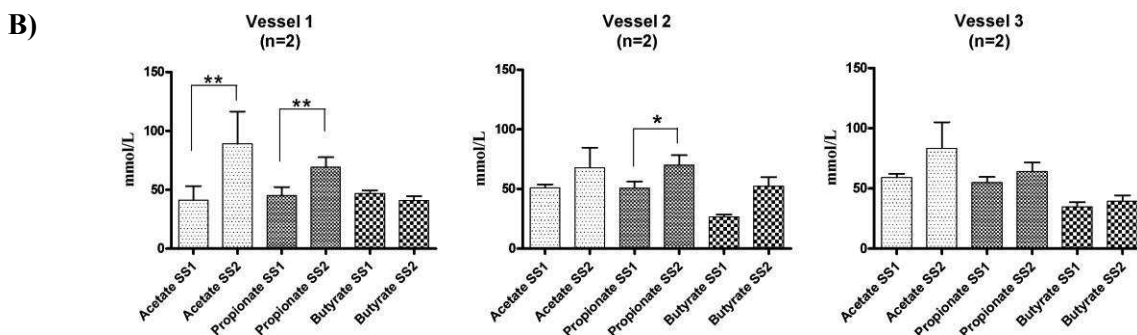 B)
Vessel 1
(n=2)
mmol/L
150
100
50
0
**
**
Acetate SS1
Acetate SS2
Propionate SS1
Propionate SS2
Butyrate SS1
Butyrate SS2
Vessel 2
(n=2)
mmol/L
150
100
50
0
*
Acetate SS1
Acetate SS2
Propionate SS1
Propionate SS2
Butyrate SS1
Butyrate SS2
Vessel 3
(n=2)
mmol/L
150
100
50
0
Acetate SS1
Acetate SS2
Propionate SS1
Propionate SS2
Butyrate SS1
Butyrate SS2